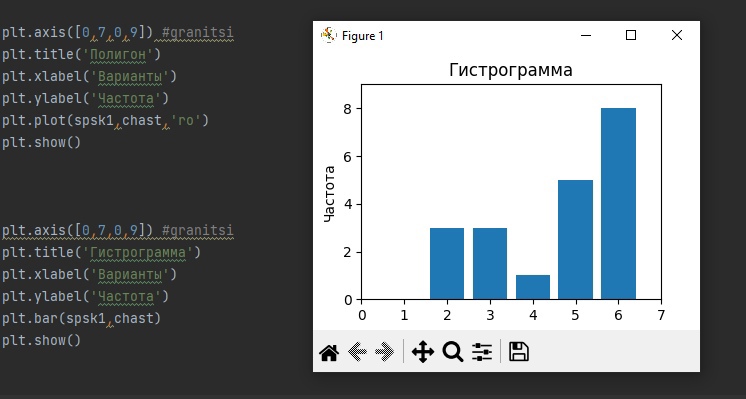 plt.axis([0,7,0,9]) #granitsi
plt.title('Полигон')
plt.xlabel('Варианты')
plt.ylabel('Частота')
plt.plot(spsk1,chast,'ro')
plt.show()
plt.axis([0,7,0,9]) #granitsi
plt.title('Гистрограмма')
plt.xlabel('Варианты')
plt.ylabel('Частота')
plt.bar(spsk1,chast)
plt.show()
Figure 1
Гистрограмма
Частота
8
6
4
2
0
0 1 2 3 4 5 6 7